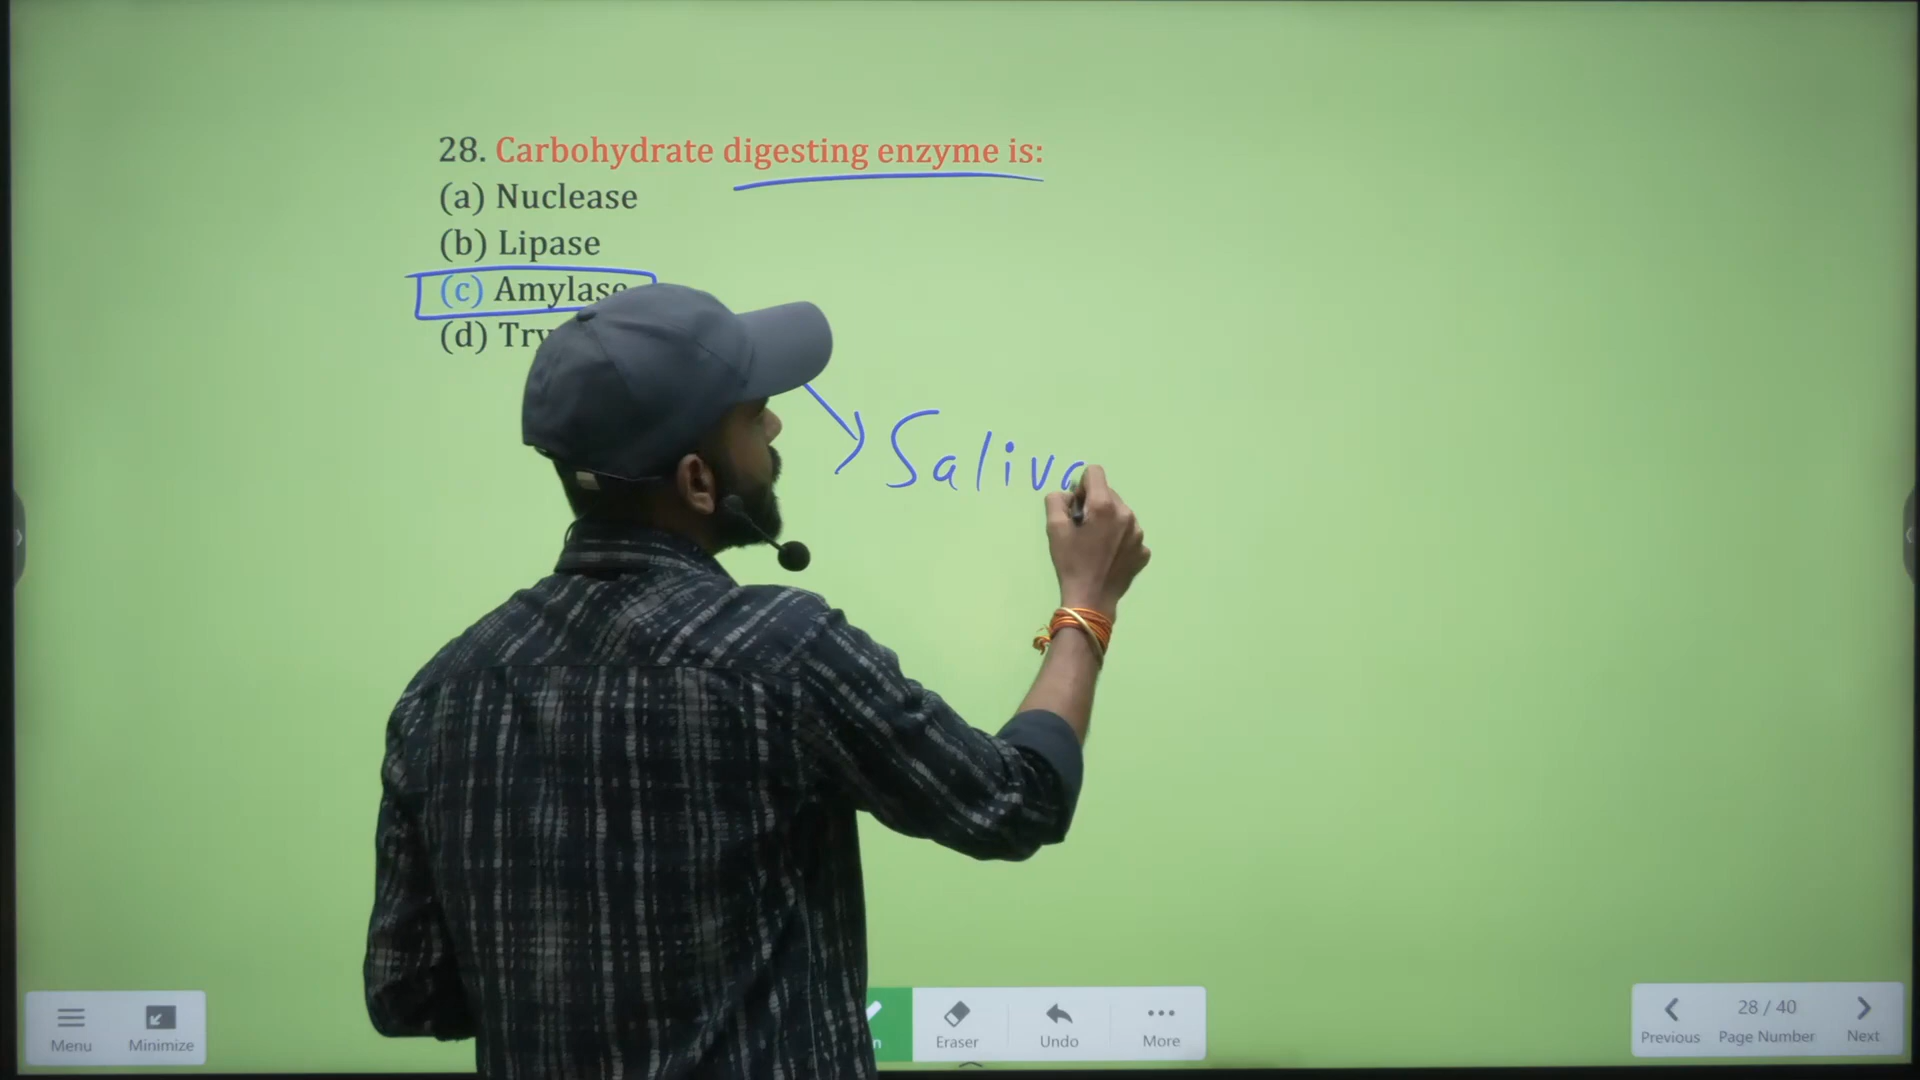 28. Carbohydrate digesting enzyme is:
(a) Nuclease
(b) Lipase
(c) Amylase
(d)
Saliva
Menu
Minimize
Eraser
Undo
More
28 / 40
Previous
Page Number
Next